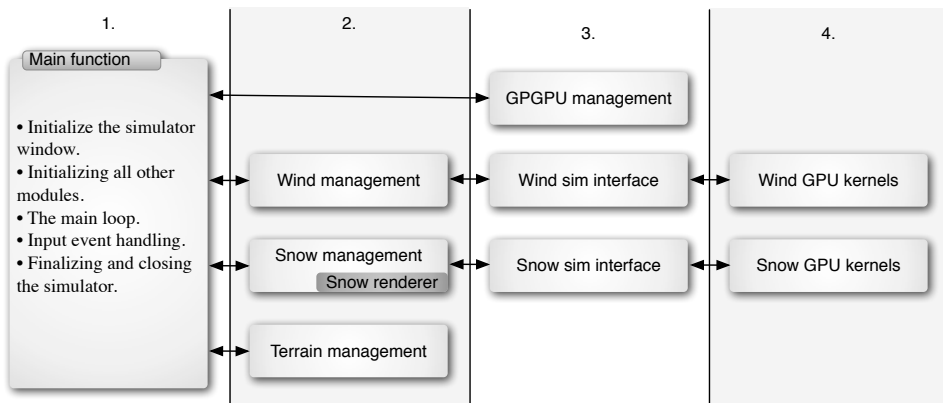 1.
2.
3.
4.
Main function
• Initialize the simulator
window.
• Initializing all other
modules.
• The main loop.
• Input event handling.
• Finalizing and closing
the simulator.
GPGPU management
Wind management
Wind sim interface
Wind GPU kernels
Snow management
Snow renderer
Snow sim interface
Snow GPU kernels
Terrain management